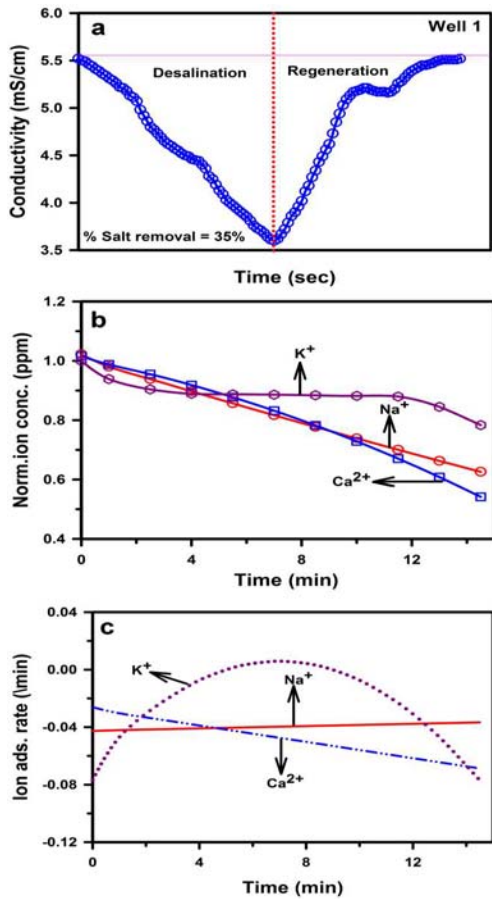 a
Well 1
5.5
5.0
4.5
4.0
3.5
Conductivity (mS/cm)
Desalination
Regeneration
% Salt removal = 35%
Time (sec)
b
1.2
1.0
0.8
0.6
0.4
Norm.ion conc. (ppm)
K+
Na+
Ca2+
0 4 8 12
Time (min)
c
0.04
0.00
-0.04
-0.08
-0.12
Ion ads. rate (\min)
K+
Na+
Ca2+
0 4 8 12
Time (min)